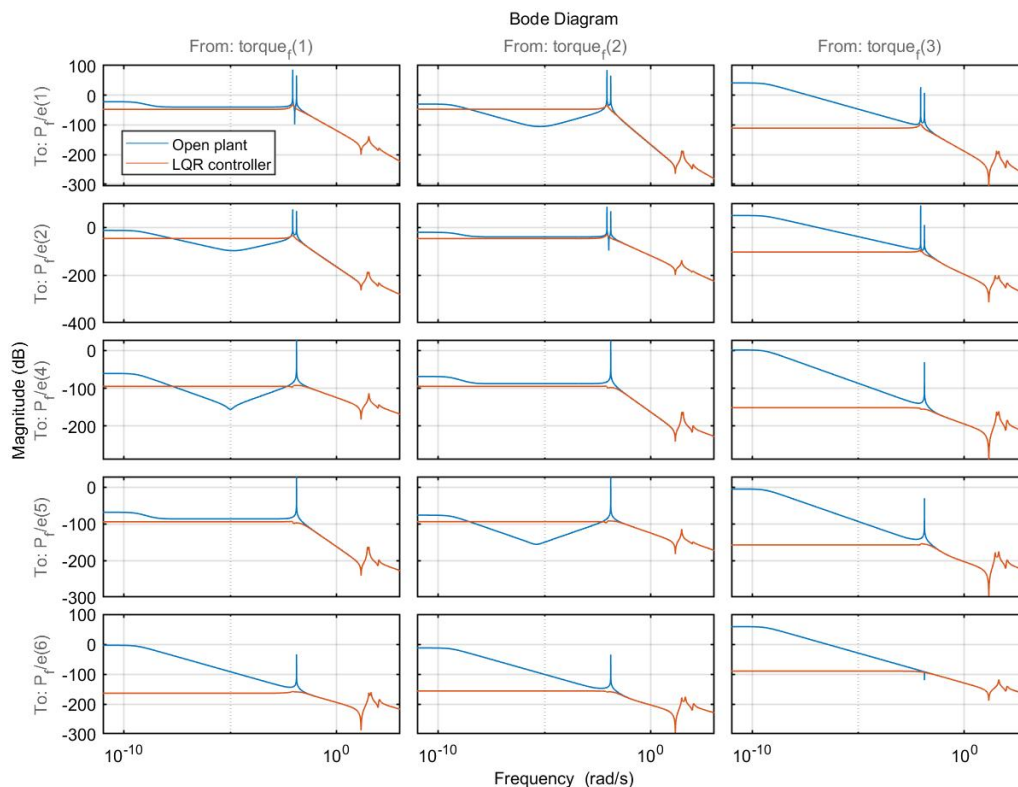 Bode Diagram
From: torque_f(1)
From: torque_f(2)
From: torque_f(3)
Magnitude (dB)
To: P_f/e(1)
100
0
-100
-200
-300
Open plant
LQR controller
To: P_f/e(2)
0
-200
-400
To: P_f/e(4)
0
-100
-200
To: P_f/e(5)
0
-100
-200
-300
To: P_f/e(6)
100
0
-100
-200
-300
10^-10
10^0
10^-10
10^0
10^-10
10^0
Frequency (rad/s)